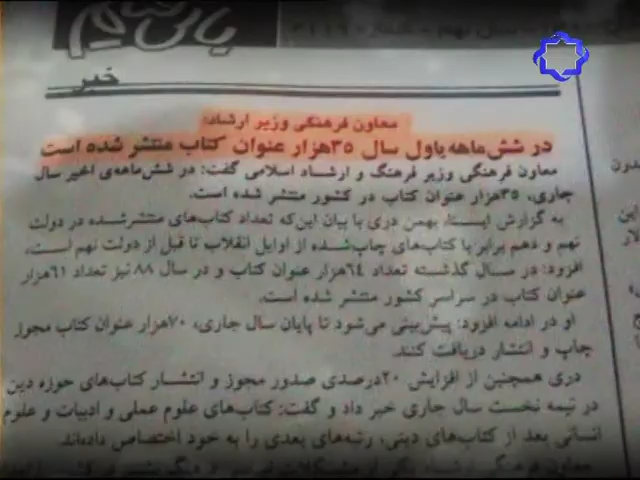 خبر
معاون فرهنگی وزیر ارشاد:
در شش‌ماهه‌ی‌اول سال ۳۵هزار عنوان کتاب منتشر شده است
معاون فرهنگی وزیر فرهنگ و ارشاد اسلامی گفت: در شش‌ماهه‌ی اخیر سال
جاری، ۳۵هزار عنوان کتاب در کشور منتشر شده است.
به گزارش ایسنا، بهمن دری با بیان این‌که تعداد کتاب‌های منتشرشده در دولت
نهم و دهم برابر با کتاب‌های چاپ‌شده از اوایل انقلاب تا قبل از دولت نهم است،
افزود: در سال گذشته تعداد ۶۴هزار عنوان کتاب و در سال ۸۸ نیز تعداد ۶۱هزار
عنوان کتاب در سراسر کشور منتشر شده است.
او در ادامه افزود: پیش‌بینی می‌شود تا پایان سال جاری، ۷۰هزار عنوان کتاب مجوز
چاپ و انتشار دریافت کنند.
دری همچنین از افزایش ۲۰درصدی صدور مجوز و انتشار کتاب‌های حوزه دین
در نیمه نخست سال جاری خبر داد و گفت: کتاب‌های علوم عملی و ادبیات و علوم
انسانی بعد از کتاب‌های دینی، رتبه‌های بعدی را به خود اختصاص داده‌اند.